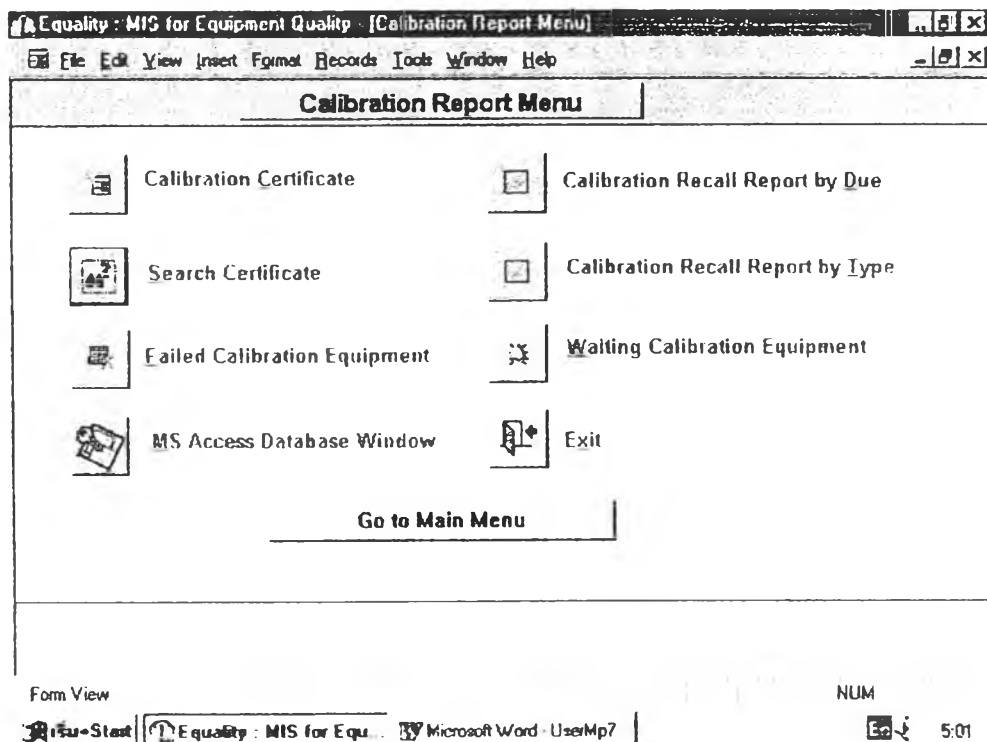 Equality : MIS for Equipment Quality - [Calibration Report Menu]
File Edit View Insert Format Records Tools Window Help
Calibration Report Menu
Calibration Certificate
Calibration Recall Report by Due
Search Certificate
Calibration Recall Report by Type
Failed Calibration Equipment
Waiting Calibration Equipment
MS Access Database Window
Exit
Go to Main Menu
Form View NUM
Start Equality : MIS for Equ... Microsoft Word - UserMp7 En 5:01